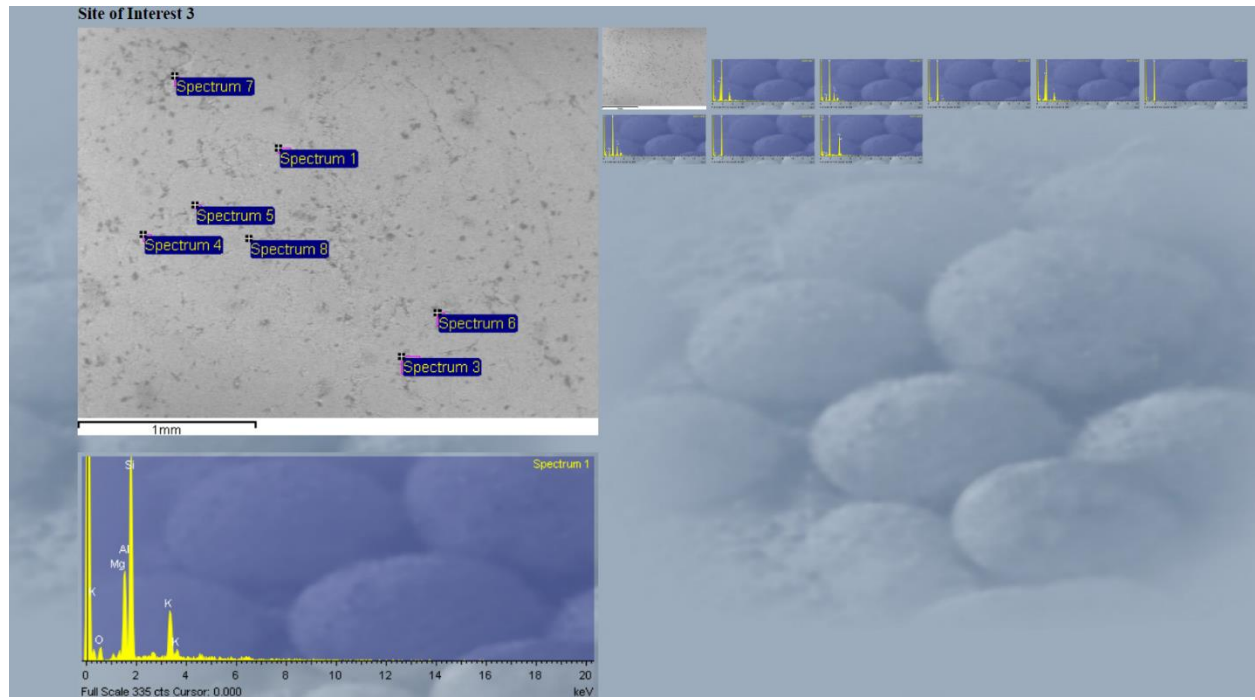 Site of Interest 3
Spectrum 7
Spectrum 1
Spectrum 5
Spectrum 4
Spectrum 8
Spectrum 6
Spectrum 3
1mm
Spectrum 1
Si
Al
Mg
K
K
O
K
0 2 4 6 8 10 12 14 16 18 20
Full Scale 335 cts Cursor: 0.000 keV